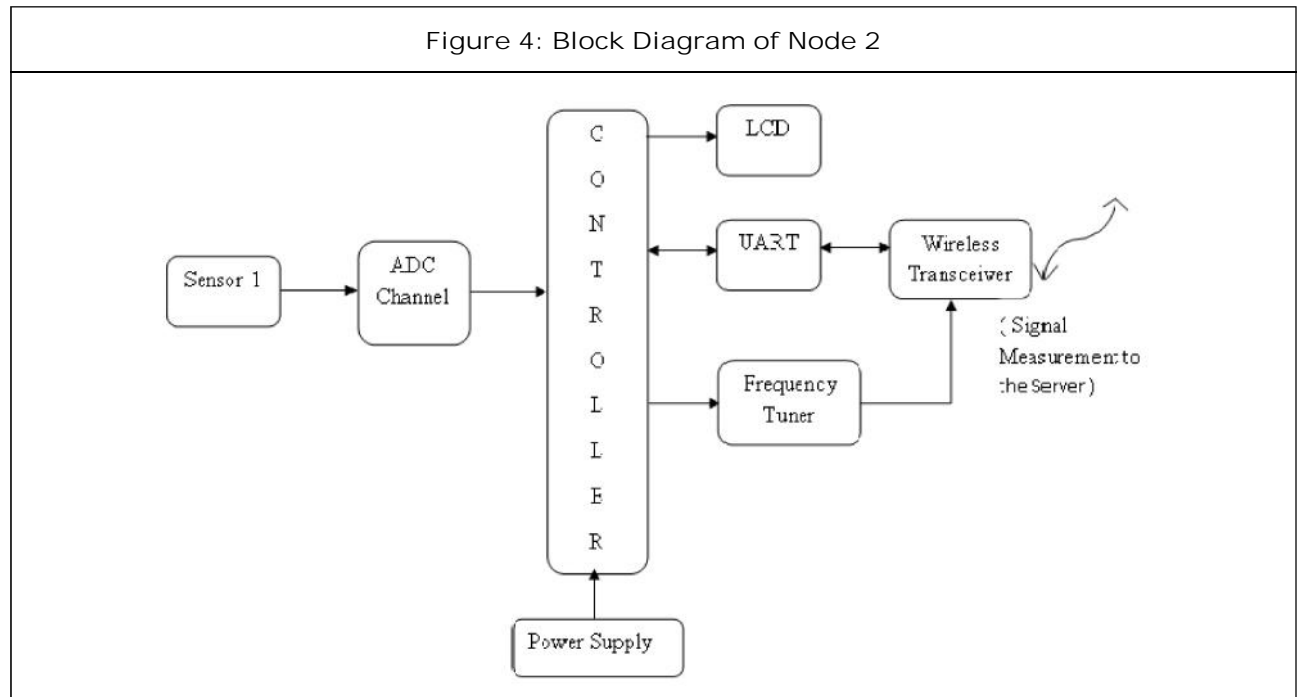 Figure 4: Block Diagram of Node 2
C
O
N
T
R
O
L
L
E
R
LCD
UART
Wireless
Transceiwer
Sensor 1
ADC
Channel
( Signal
Measurement to
the Server )
Frequency
Tuner
Power Supply